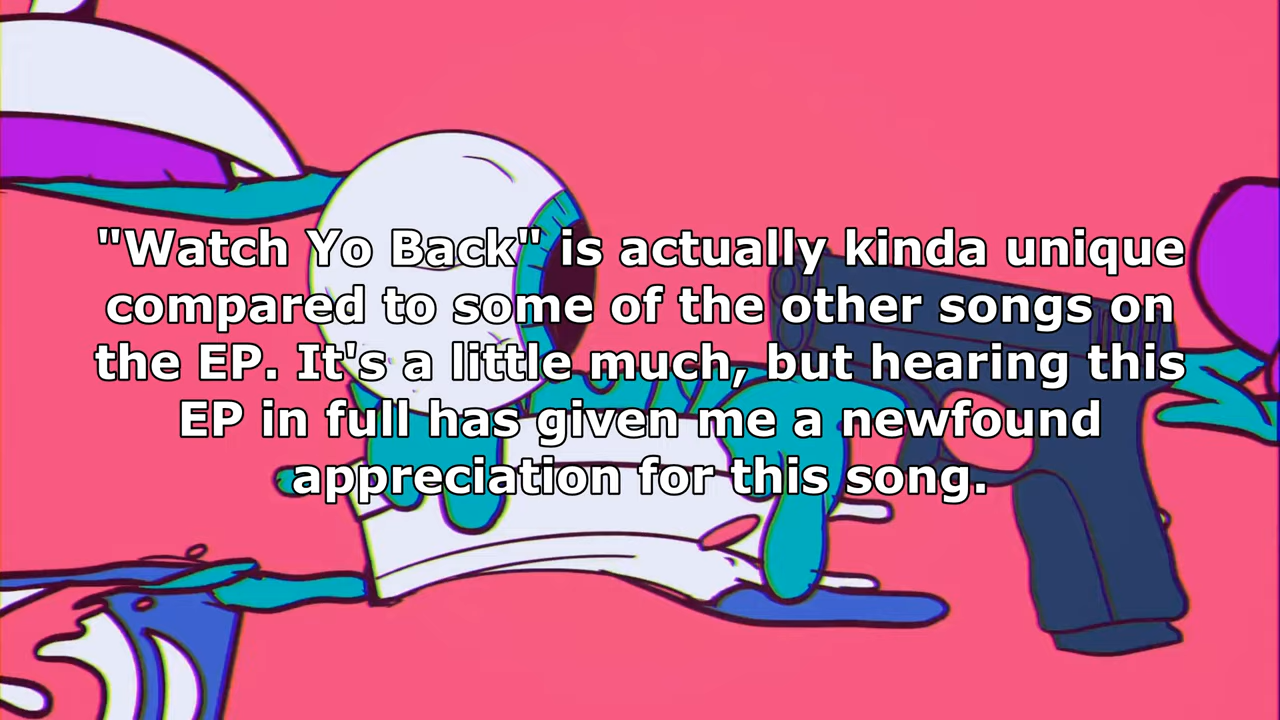 "Watch Yo Back" is actually kinda unique
compared to some of the other songs on
the EP. It's a little much, but hearing this
EP in full has given me a newfound
appreciation for this song.